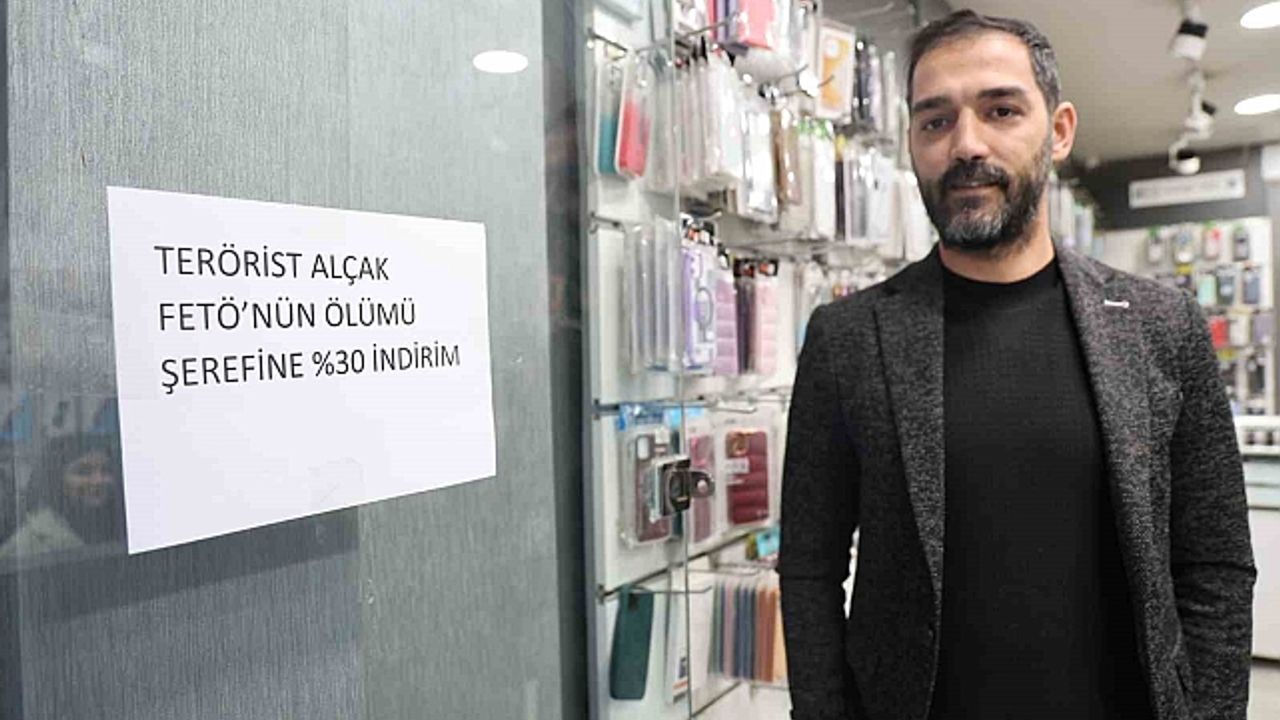 TERÖRİST ALÇAK
FETÖ'NÜN ÖLÜMÜ
ŞEREFİNE %30 İNDİRİM